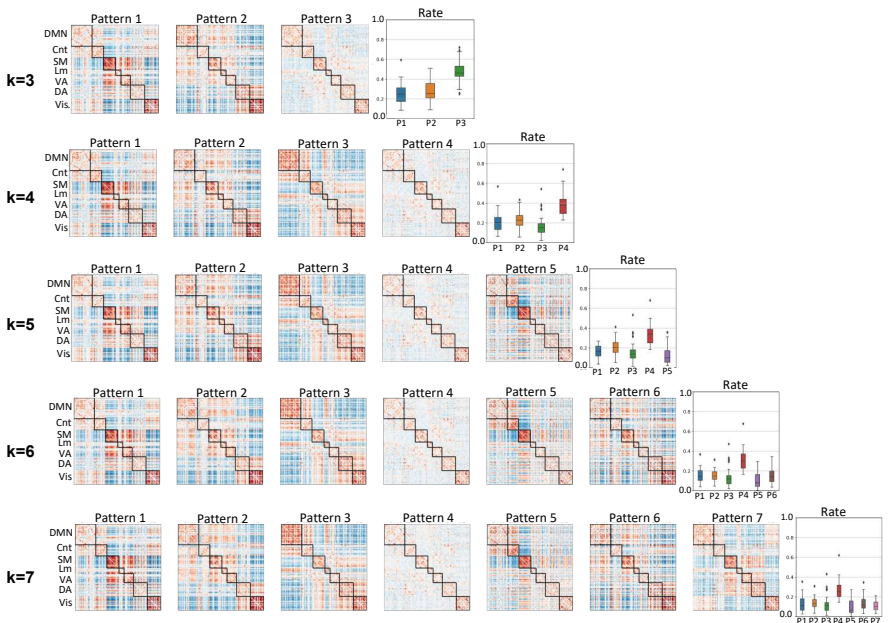 Pattern 1 Pattern 2 Pattern 3 Rate
1.0
DMN
Cnt
SM
Lm
VA
DA
Vis.
k=3
0.8
0.6
0.4
0.2
0.0
P1 P2 P3
Pattern 1 Pattern 2 Pattern 3 Pattern 4 Rate
1.0
DMN
Cnt
SM
Lm
VA
DA
Vis
k=4
0.8
0.6
0.4
0.2
0.0
P1 P2 P3 P4
Pattern 1 Pattern 2 Pattern 3 Pattern 4 Pattern 5 Rate
1.0
DMN
Cnt
SM
Lm
VA
DA
Vis
k=5
0.8
0.6
0.4
0.2
0.0
P1 P2 P3 P4 P5
Pattern 1 Pattern 2 Pattern 3 Pattern 4 Pattern 5 Pattern 6 Rate
1.0
DMN
Cnt
SM
Lm
VA
DA
Vis
k=6
0.8
0.6
0.4
0.2
0.0
P1 P2 P3 P4 P5 P6
Pattern 1 Pattern 2 Pattern 3 Pattern 4 Pattern 5 Pattern 6 Pattern 7 Rate
1.0
DMN
Cnt
SM
Lm
VA
DA
Vis
k=7
0.8
0.6
0.4
0.2
0.0
P1 P2 P3 P4 P5 P6 P7